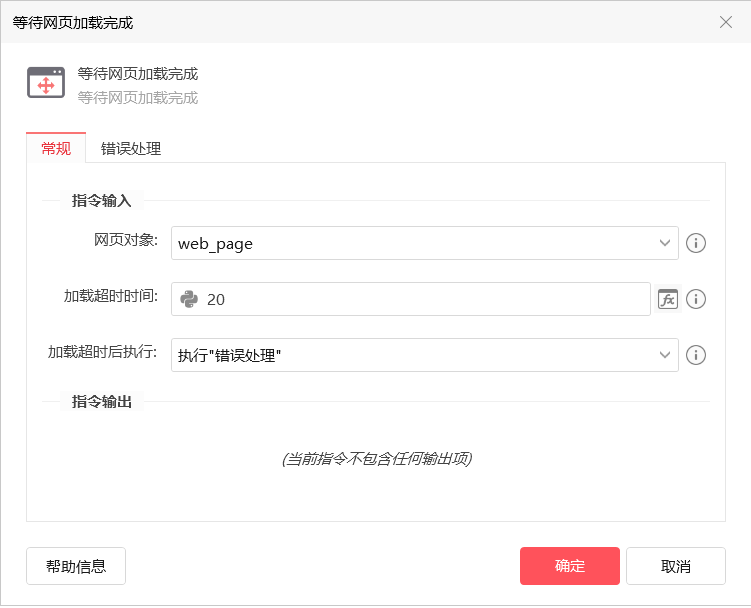 等待网页加载完成
等待网页加载完成
等待网页加载完成
常规 错误处理
指令输入
网页对象: web_page
加载超时时间: 20 fx
加载超时后执行: 执行"错误处理"
指令输出
(当前指令不包含任何输出项)
帮助信息 确定 取消